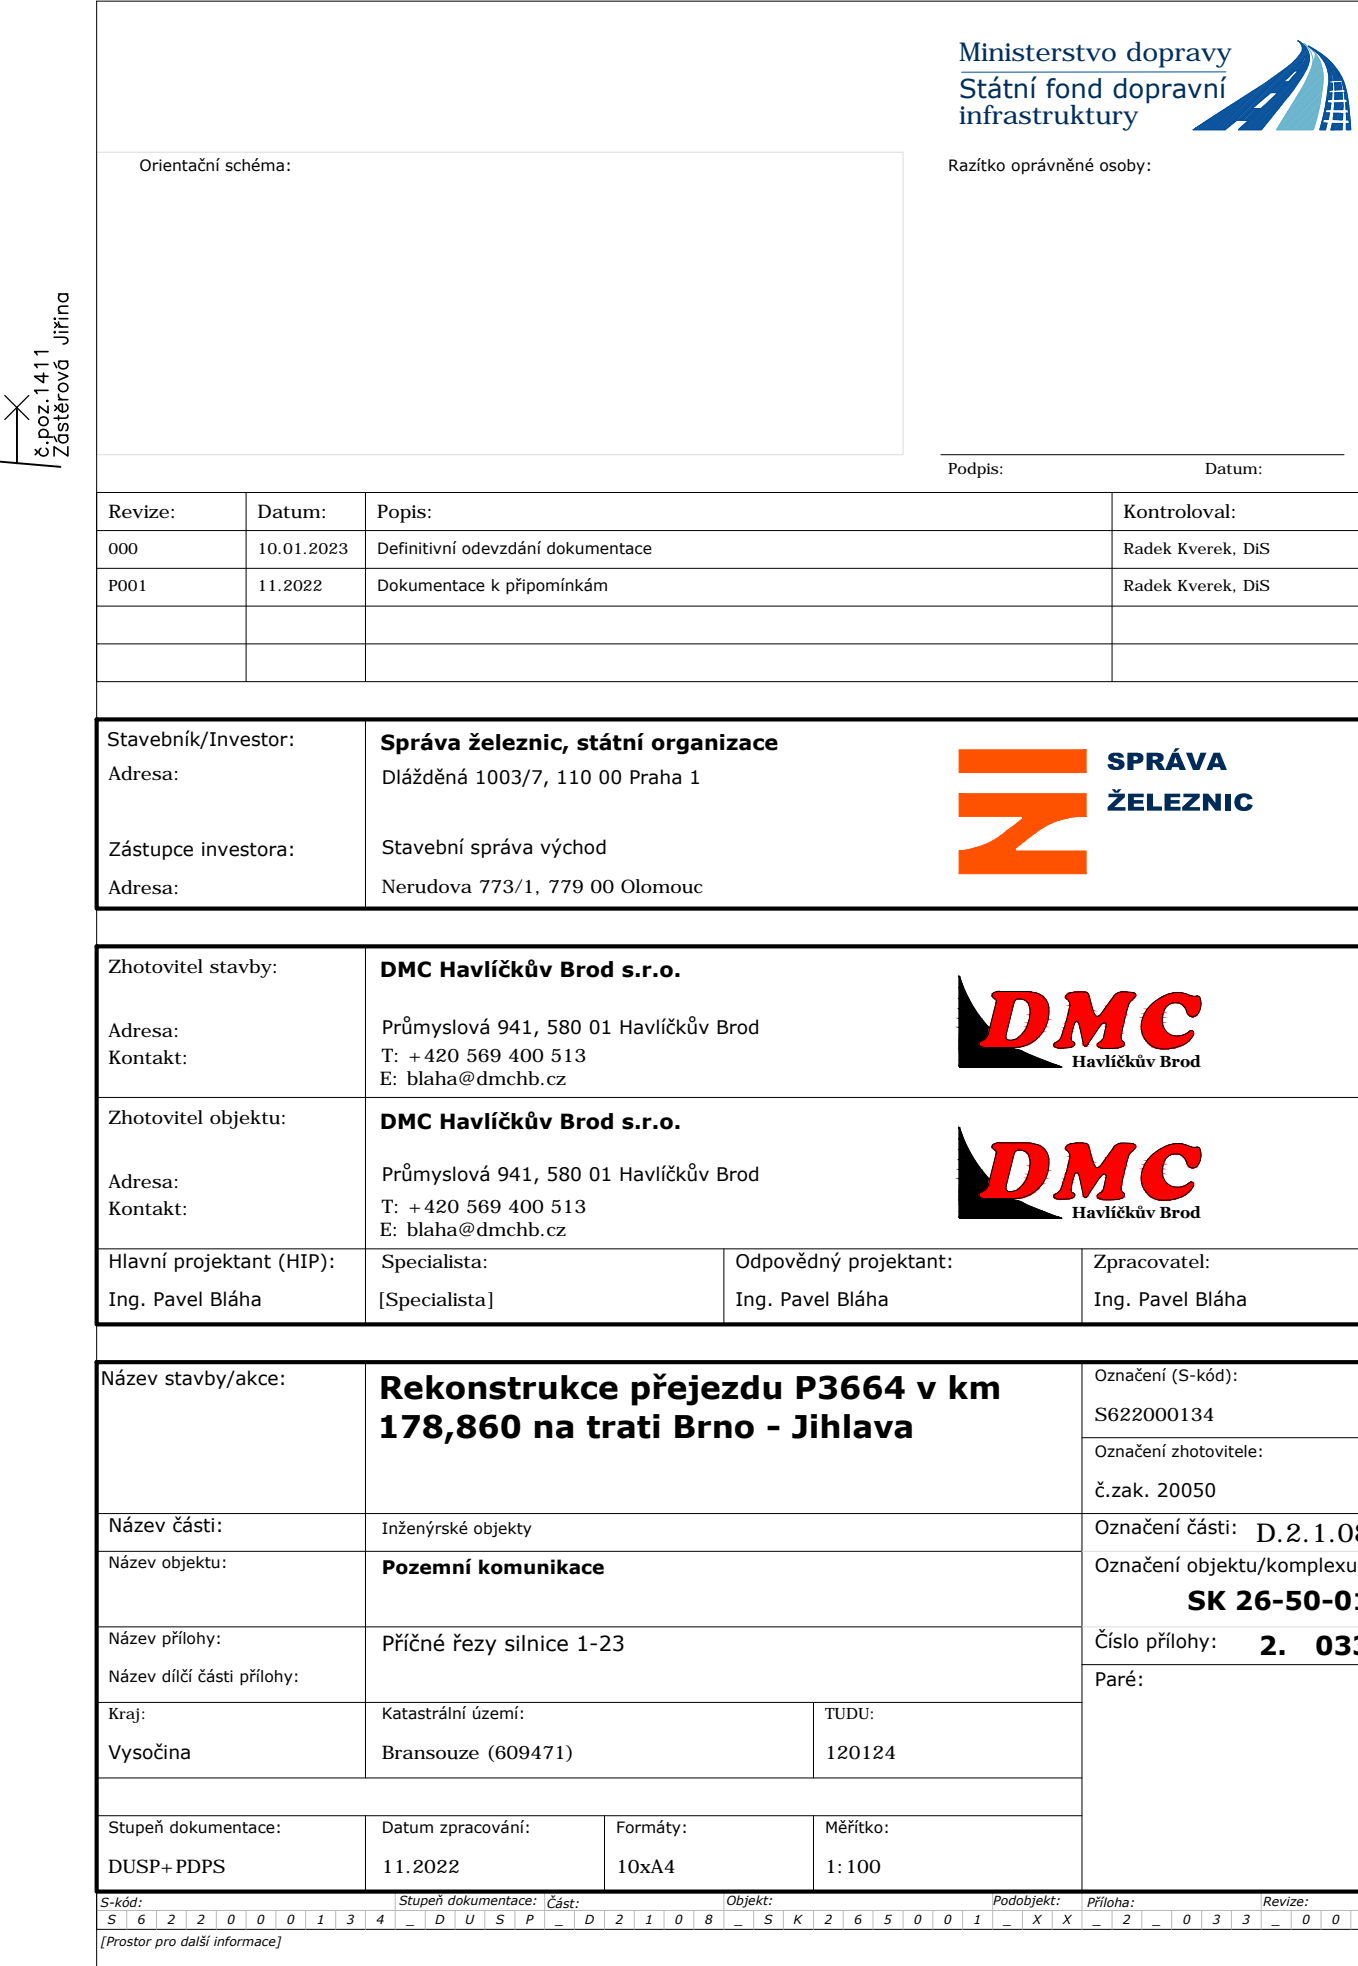 Ministerstvo dopravy
Státní fond dopravní
infrastruktury
Orientační schéma:
Razítko oprávněné osoby:
č.poz.1411
Zástěrová Jiřina
Podpis: Datum:
Revize: Datum: Popis: Kontroloval:
000 10.01.2023 Definitivní odevzdání dokumentace Radek Kverek, DiS
P001 11.2022 Dokumentace k připomínkám Radek Kverek, DiS
Stavebník/Investor: Správa železnic, státní organizace
Adresa: Dlážděná 1003/7, 110 00 Praha 1
SPRÁVA
ŽELEZNIC
Zástupce investora: Stavební správa východ
Adresa: Nerudova 773/1, 779 00 Olomouc
Zhotovitel stavby: DMC Havlíčkův Brod s.r.o.
Adresa: Průmyslová 941, 580 01 Havlíčkův Brod
Kontakt: T: +420 569 400 513
E: blaha@dmchb.cz
DMC
Havlíčkův Brod
Zhotovitel objektu: DMC Havlíčkův Brod s.r.o.
Adresa: Průmyslová 941, 580 01 Havlíčkův Brod
Kontakt: T: +420 569 400 513
E: blaha@dmchb.cz
DMC
Havlíčkův Brod
Hlavní projektant (HIP): Specialista: Odpovědný projektant: Zpracovatel:
Ing. Pavel Bláha [Specialista] Ing. Pavel Bláha Ing. Pavel Bláha
Název stavby/akce: Rekonstrukce přejezdu P3664 v km
178,860 na trati Brno - Jihlava
Označení (S-kód):
S622000134
Označení zhotovitele:
č.zak. 20050
Název části: Inženýrské objekty Označení části: D.2.1.08
Název objektu: Pozemní komunikace Označení objektu/komplexu
SK 26-50-01
Název přílohy: Příčné řezy silnice 1-23 Číslo přílohy: 2. 033
Název dílčí části přílohy: Paré:
Kraj: Katastrální území: TUDU:
Vysočina Bransouze (609471) 120124
Stupeň dokumentace: Datum zpracování: Formáty: Měřítko:
DUSP+PDPS 11.2022 10xA4 1:100
S-kód: Stupeň dokumentace: Část: Objekt: Podobjekt: Příloha: Revize:
S 6 2 2 0 0 0 1 3 4 _ D U S P _ D 2 1 0 8 _ S K 2 6 5 0 0 1 _ X X _ 2 _ 0 3 3 _ 0 0
[Prostor pro další informace]